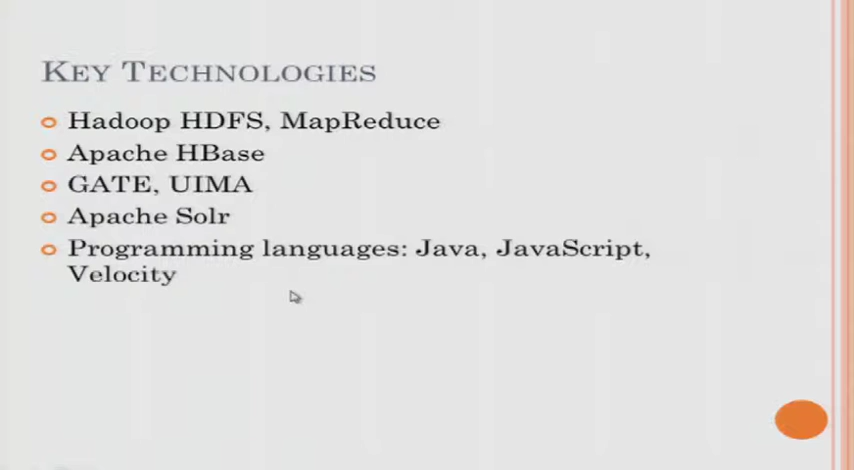 KEY TECHNOLOGIES
Hadoop HDFS, MapReduce
Apache HBase
GATE, UIMA
Apache Solr
Programming languages: Java, JavaScript,
Velocity